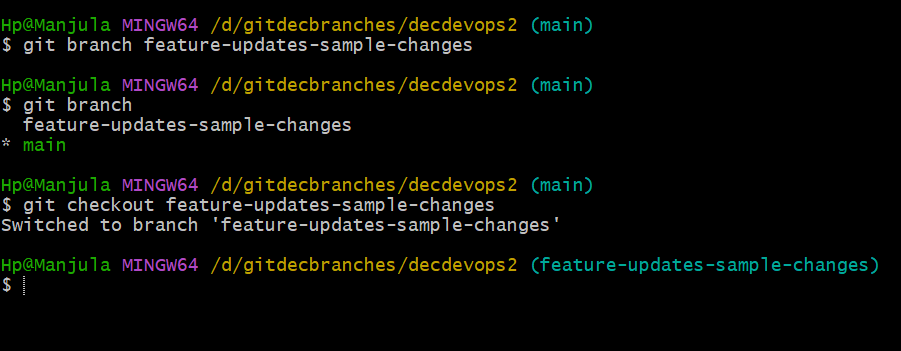 Hp@Manjula MINGW64 /d/gitdecbranches/decdevops2 (main)
$ git branch feature-updates-sample-changes
Hp@Manjula MINGW64 /d/gitdecbranches/decdevops2 (main)
$ git branch
feature-updates-sample-changes
* main
Hp@Manjula MINGW64 /d/gitdecbranches/decdevops2 (main)
$ git checkout feature-updates-sample-changes
Switched to branch 'feature-updates-sample-changes'
Hp@Manjula MINGW64 /d/gitdecbranches/decdevops2 (feature-updates-sample-changes)
$